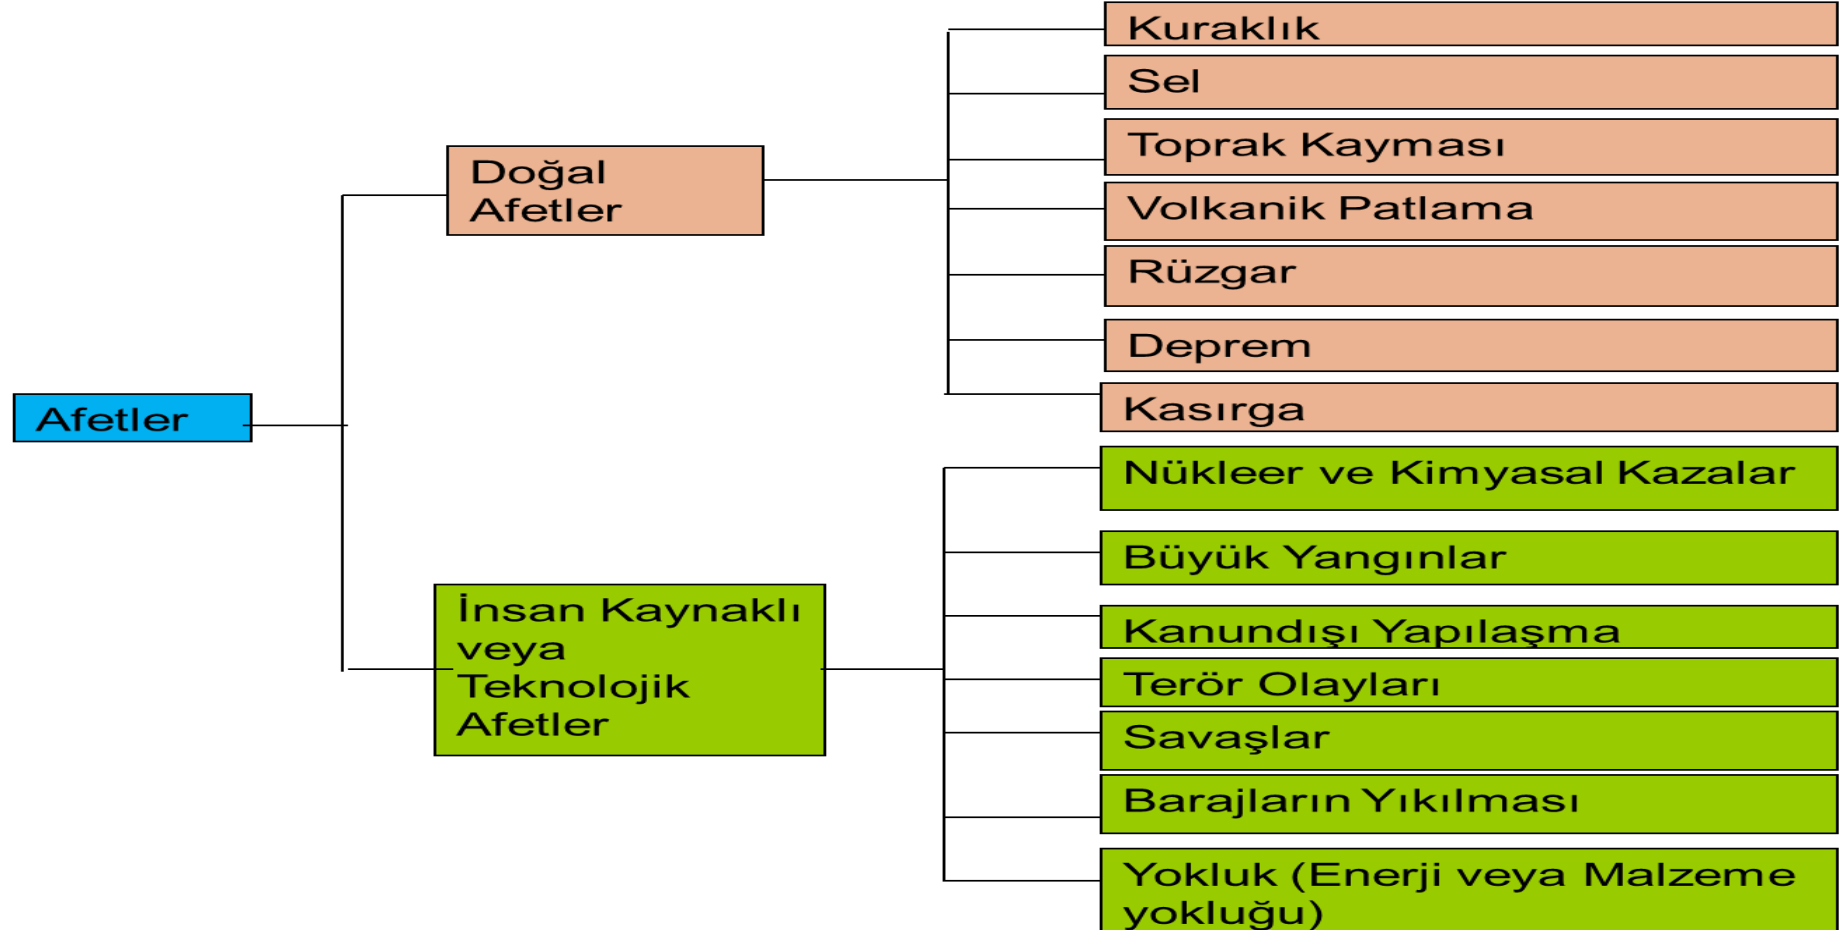 Afetler
Doğal
Afetler
Kuraklık
Sel
Toprak Kayması
Volkanik Patlama
Rüzgar
Deprem
Kasırga
İnsan Kaynaklı
veya
Teknolojik
Afetler
Nükleer ve Kimyasal Kazalar
Büyük Yangınlar
Kanundışı Yapılaşma
Terör Olayları
Savaşlar
Barajların Yıkılması
Yokluk (Enerji veya Malzeme
yokluğu)